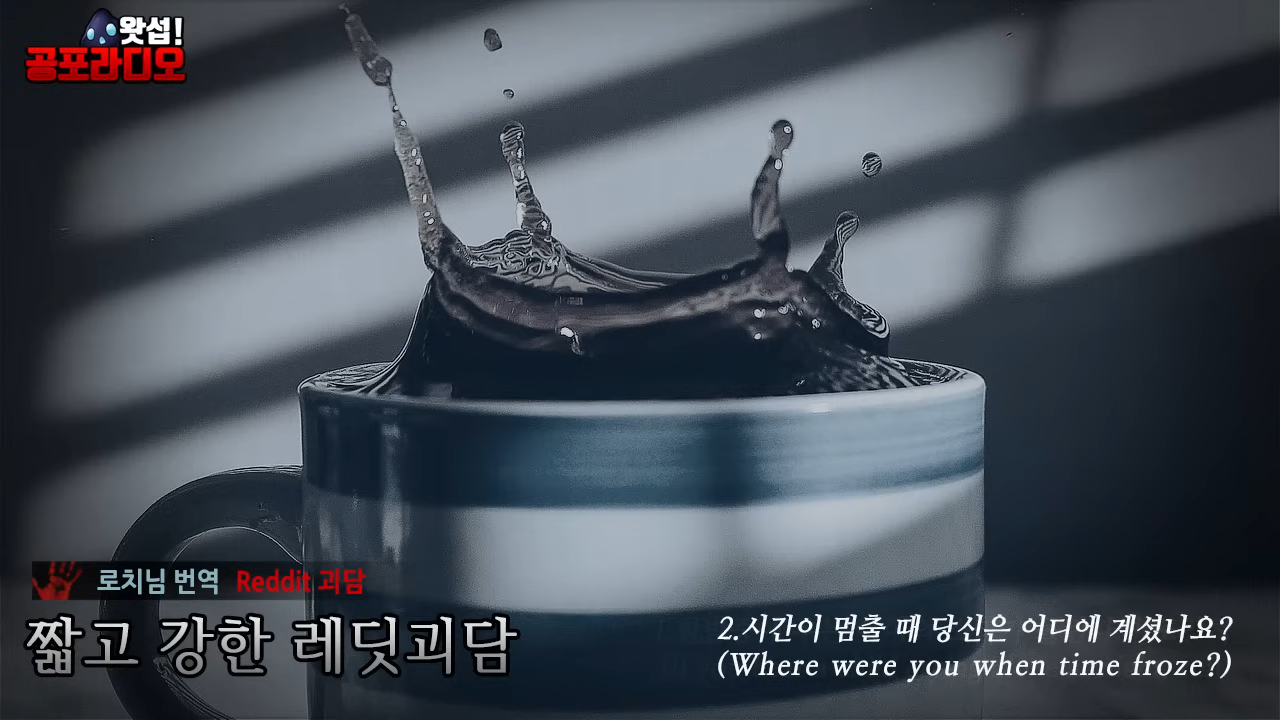 왓섭!
공포라디오
로치님 번역 Reddit 괴담
짧고 강한 레딧괴담
2.시간이 멈출 때 당신은 어디에 계셨나요?
(Where were you when time froze?)